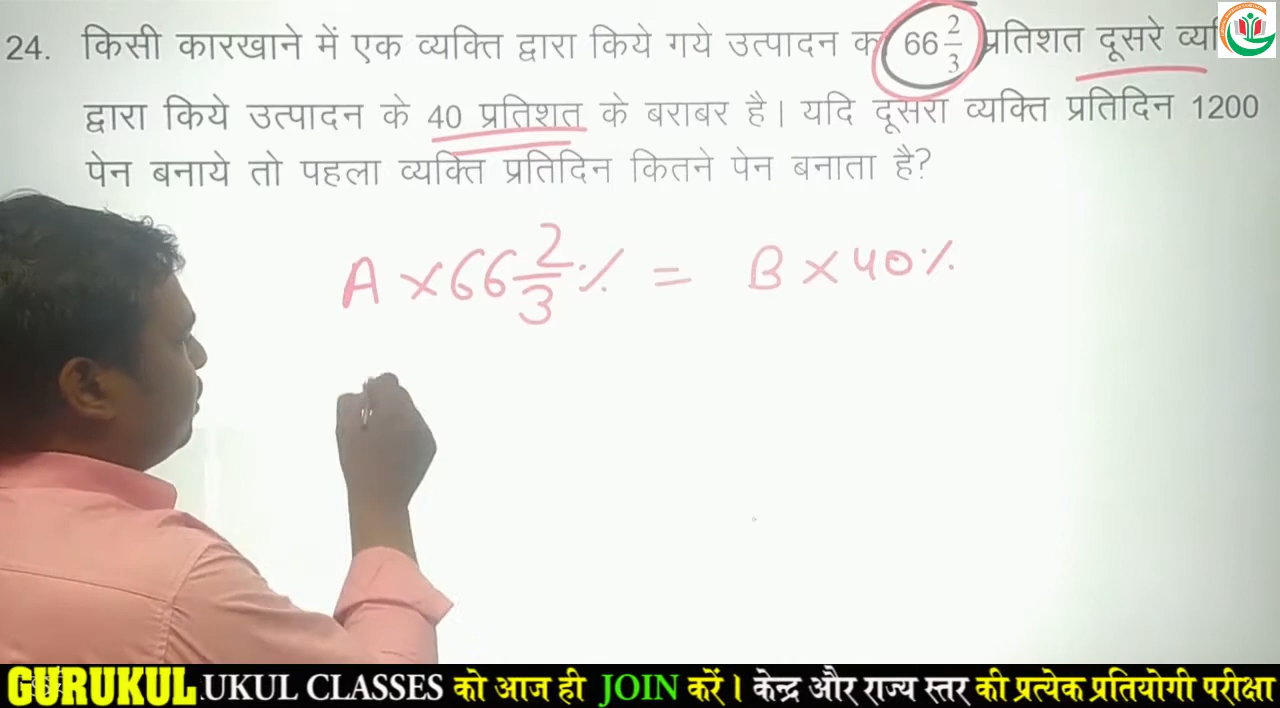 24. किसी कारखाने में एक व्यक्ति द्वारा किये गये उत्पादन क 66 2/3 प्रतिशत दूसरे व्य
द्वारा किये उत्पादन के 40 प्रतिशत के बराबर है। यदि दूसरा व्यक्ति प्रतिदिन 1200
पेन बनाये तो पहला व्यक्ति प्रतिदिन कितने पेन बनाता है?
A × 66 2/3 % = B × 40%
GURUKUL .UKUL CLASSES को आज ही JOIN करें। केन्द्र और राज्य स्तर की प्रत्येक प्रतियोगी परीक्षा